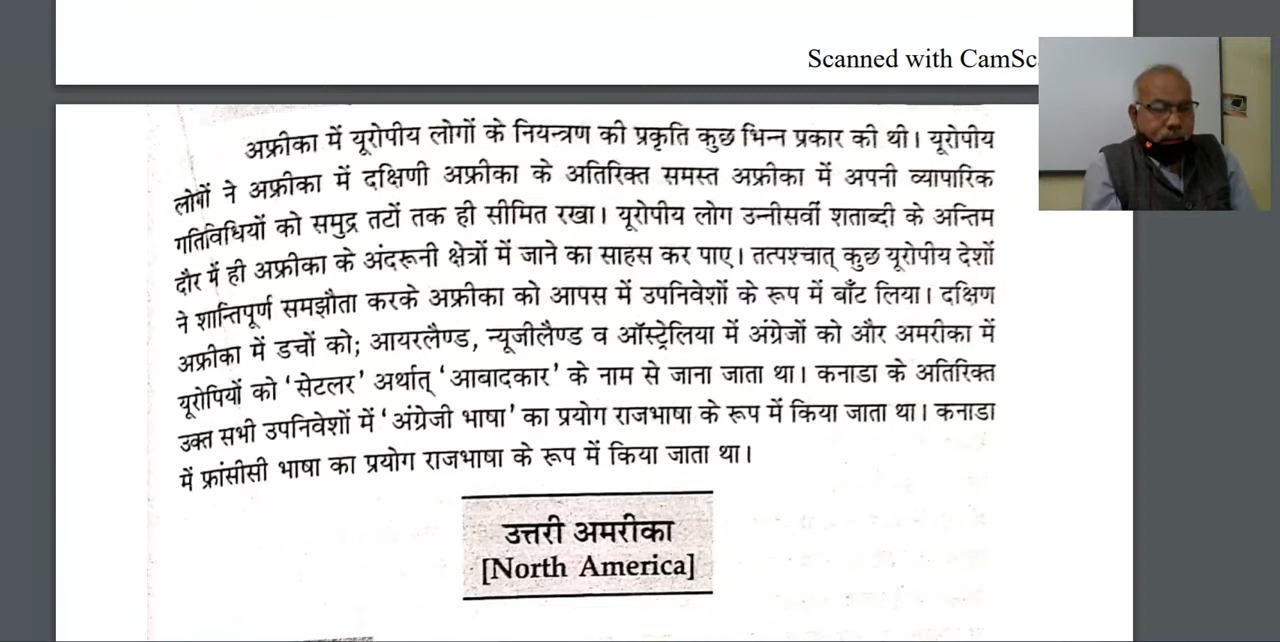 Scanned with CamSc
अफ्रीका में यूरोपीय लोगों के नियन्त्रण की प्रकृति कुछ भिन्न प्रकार की थी। यूरोपीय
लोगों ने अफ्रीका में दक्षिणी अफ्रीका के अतिरिक्त समस्त अफ्रीका में अपनी व्यापारिक
गतिविधियों को समुद्र तटों तक ही सीमित रखा। यूरोपीय लोग उन्नीसवीं शताब्दी के अन्तिम
दौर में ही अफ्रीका के अंदरूनी क्षेत्रों में जाने का साहस कर पाए। तत्पश्चात् कुछ यूरोपीय देशों
ने शान्तिपूर्ण समझौता करके अफ्रीका को आपस में उपनिवेशों के रूप में बाँट लिया। दक्षिण
अफ्रीका में डचों को; आयरलैण्ड, न्यूजीलैण्ड व ऑस्ट्रेलिया में अंग्रेजों को और अमरीका में
यूरोपियों को ‘सेटलर’ अर्थात् ‘आबादकार’ के नाम से जाना जाता था। कनाडा के अतिरिक्त
उक्त सभी उपनिवेशों में ‘अंग्रेजी भाषा’ का प्रयोग राजभाषा के रूप में किया जाता था। कनाडा
में फ्रांसीसी भाषा का प्रयोग राजभाषा के रूप में किया जाता था।
उत्तरी अमरीका
[North America]